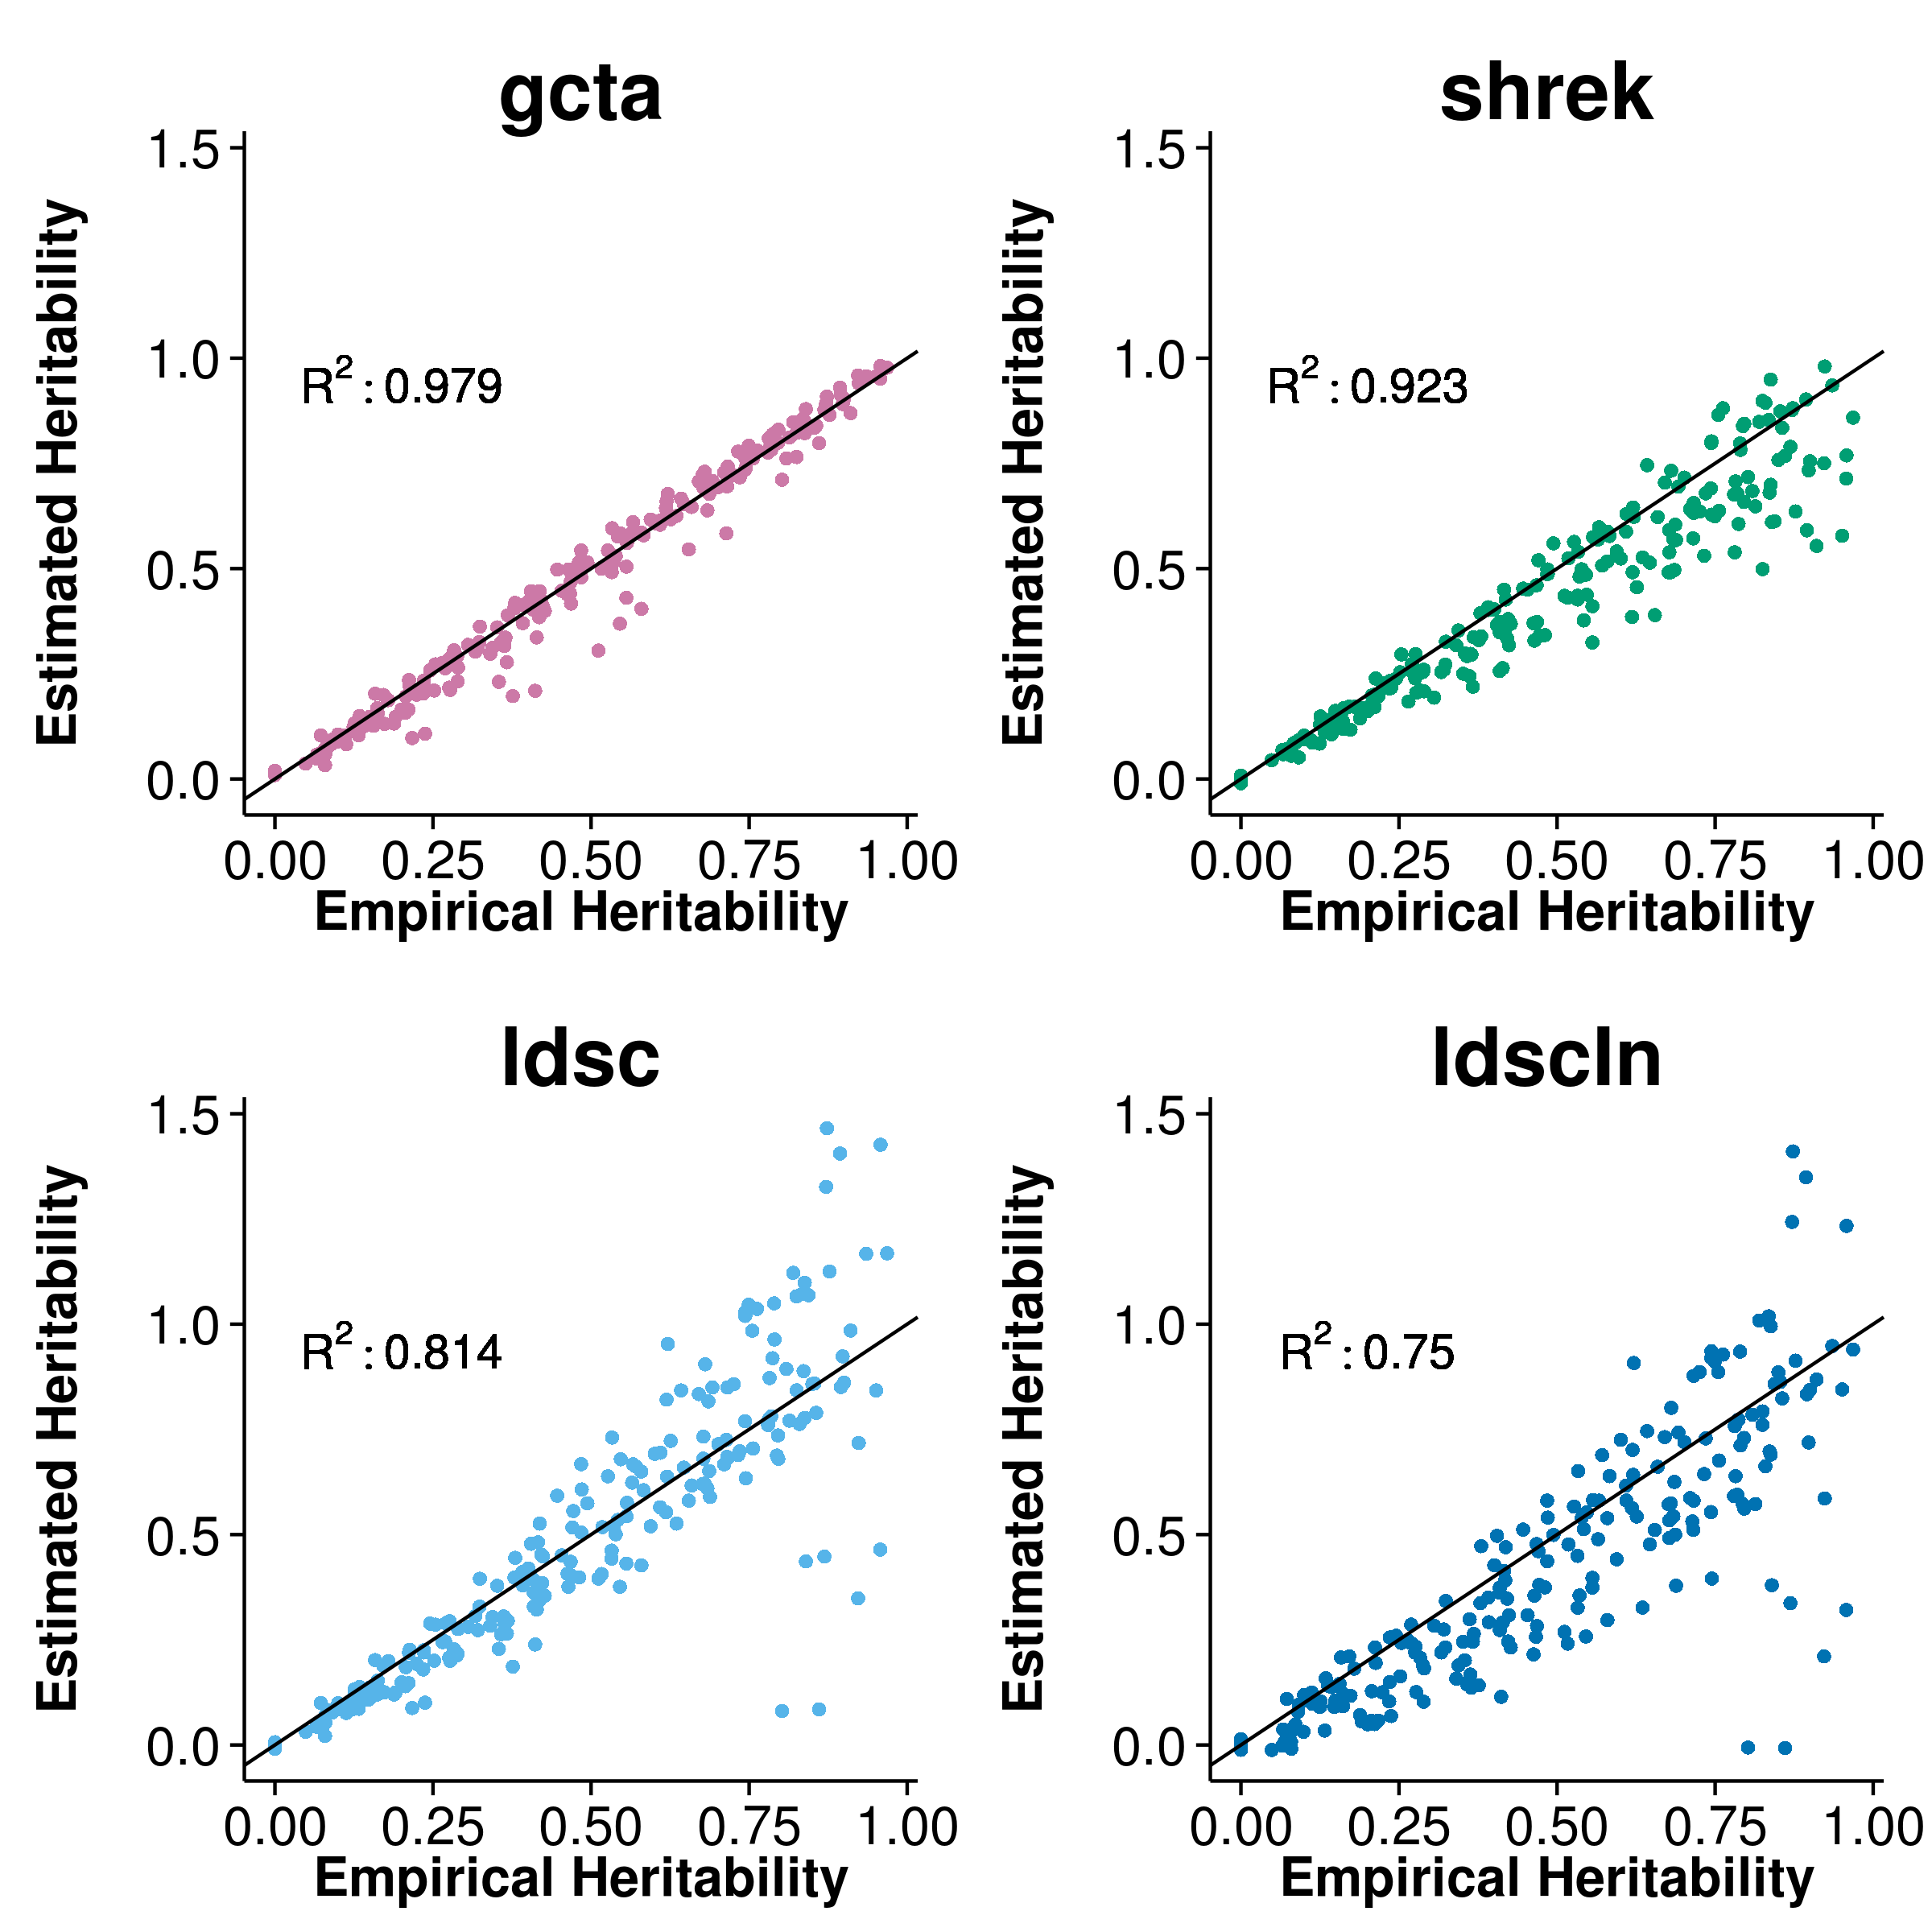 gcta
1.5
1.0
0.5
0.0
Estimated Heritability
R²: 0.979
0.00 0.25 0.50 0.75 1.00
Empirical Heritability
shrek
1.5
1.0
0.5
0.0
Estimated Heritability
R²: 0.923
0.00 0.25 0.50 0.75 1.00
Empirical Heritability
ldsc
1.5
1.0
0.5
0.0
Estimated Heritability
R²: 0.814
0.00 0.25 0.50 0.75 1.00
Empirical Heritability
ldscIn
1.5
1.0
0.5
0.0
Estimated Heritability
R²: 0.75
0.00 0.25 0.50 0.75 1.00
Empirical Heritability